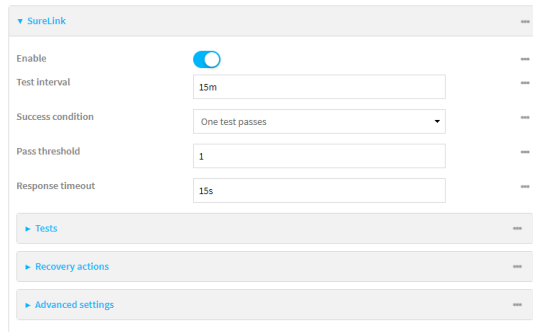 SureLink
Enable
Test interval
15m
Success condition
One test passes
Pass threshold
1
Response timeout
15s
Tests
Recovery actions
Advanced settings